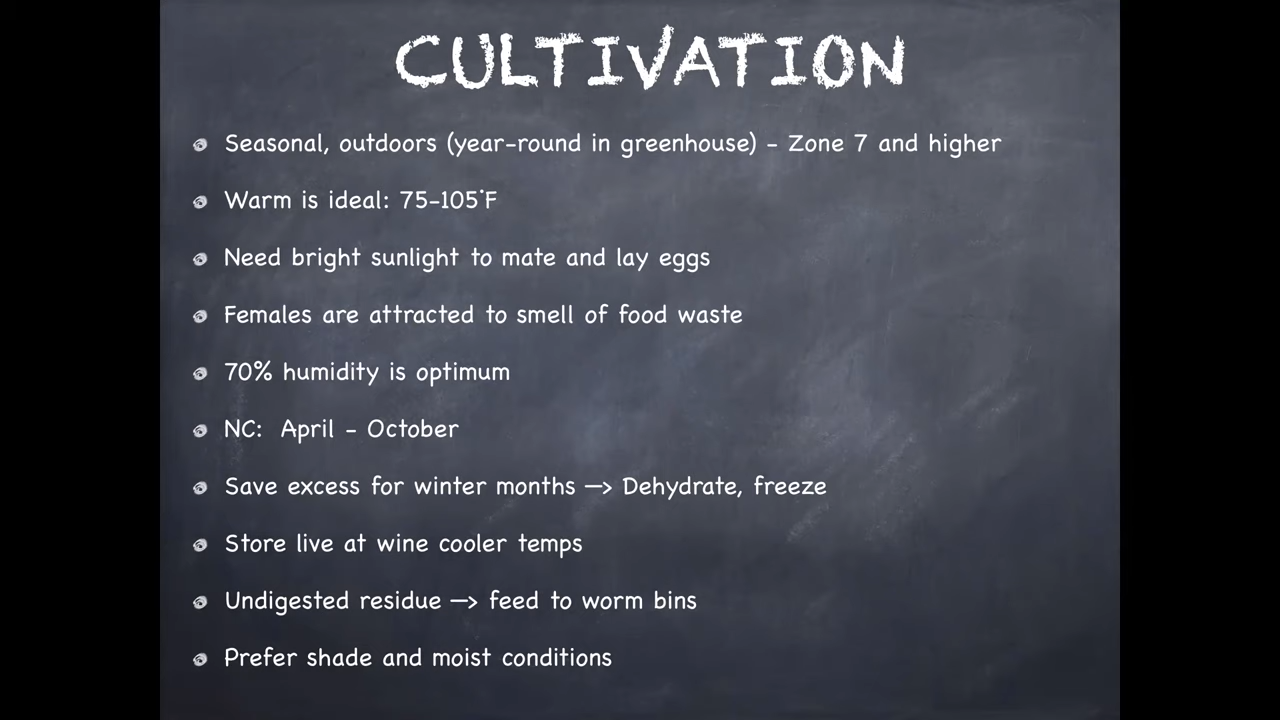 CULTIVATION
Seasonal, outdoors (year-round in greenhouse) - Zone 7 and higher
Warm is ideal: 75-105°F
Need bright sunlight to mate and lay eggs
Females are attracted to smell of food waste
70% humidity is optimum
NC:  April - October
Save excess for winter months —> Dehydrate, freeze
Store live at wine cooler temps
Undigested residue —> feed to worm bins
Prefer shade and moist conditions